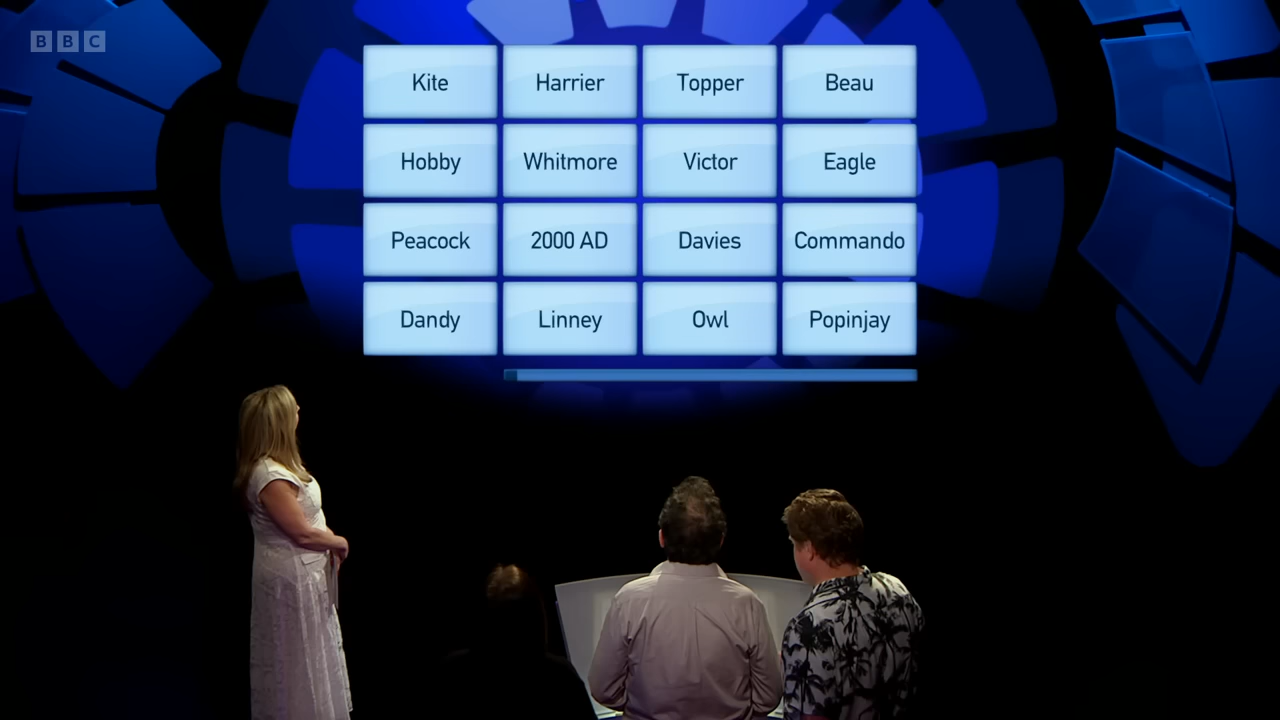 BBC
Kite
Harrier
Topper
Beau
Hobby
Whitmore
Victor
Eagle
Peacock
2000 AD
Davies
Commando
Dandy
Linney
Owl
Popinjay